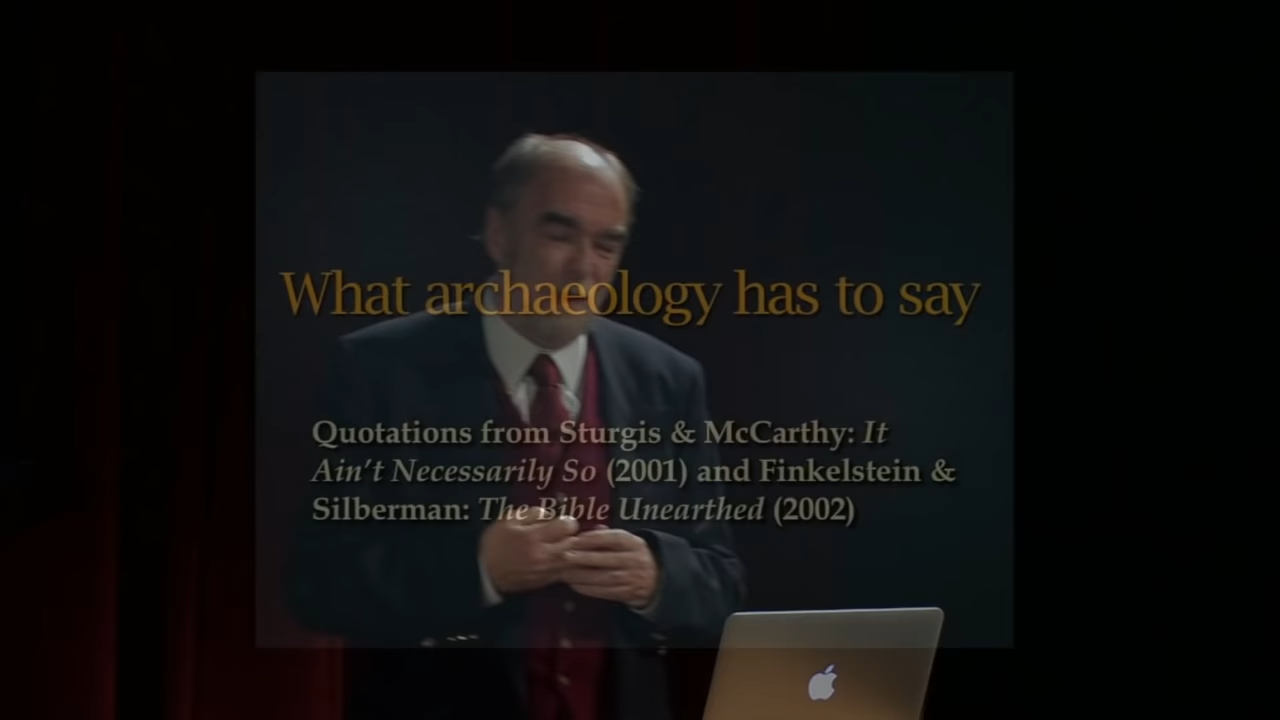 What archaeology has to say
Quotations from Sturgis & McCarthy: It
Ain't Necessarily So (2001) and Finkelstein &
Silberman: The Bible Unearthed (2002)